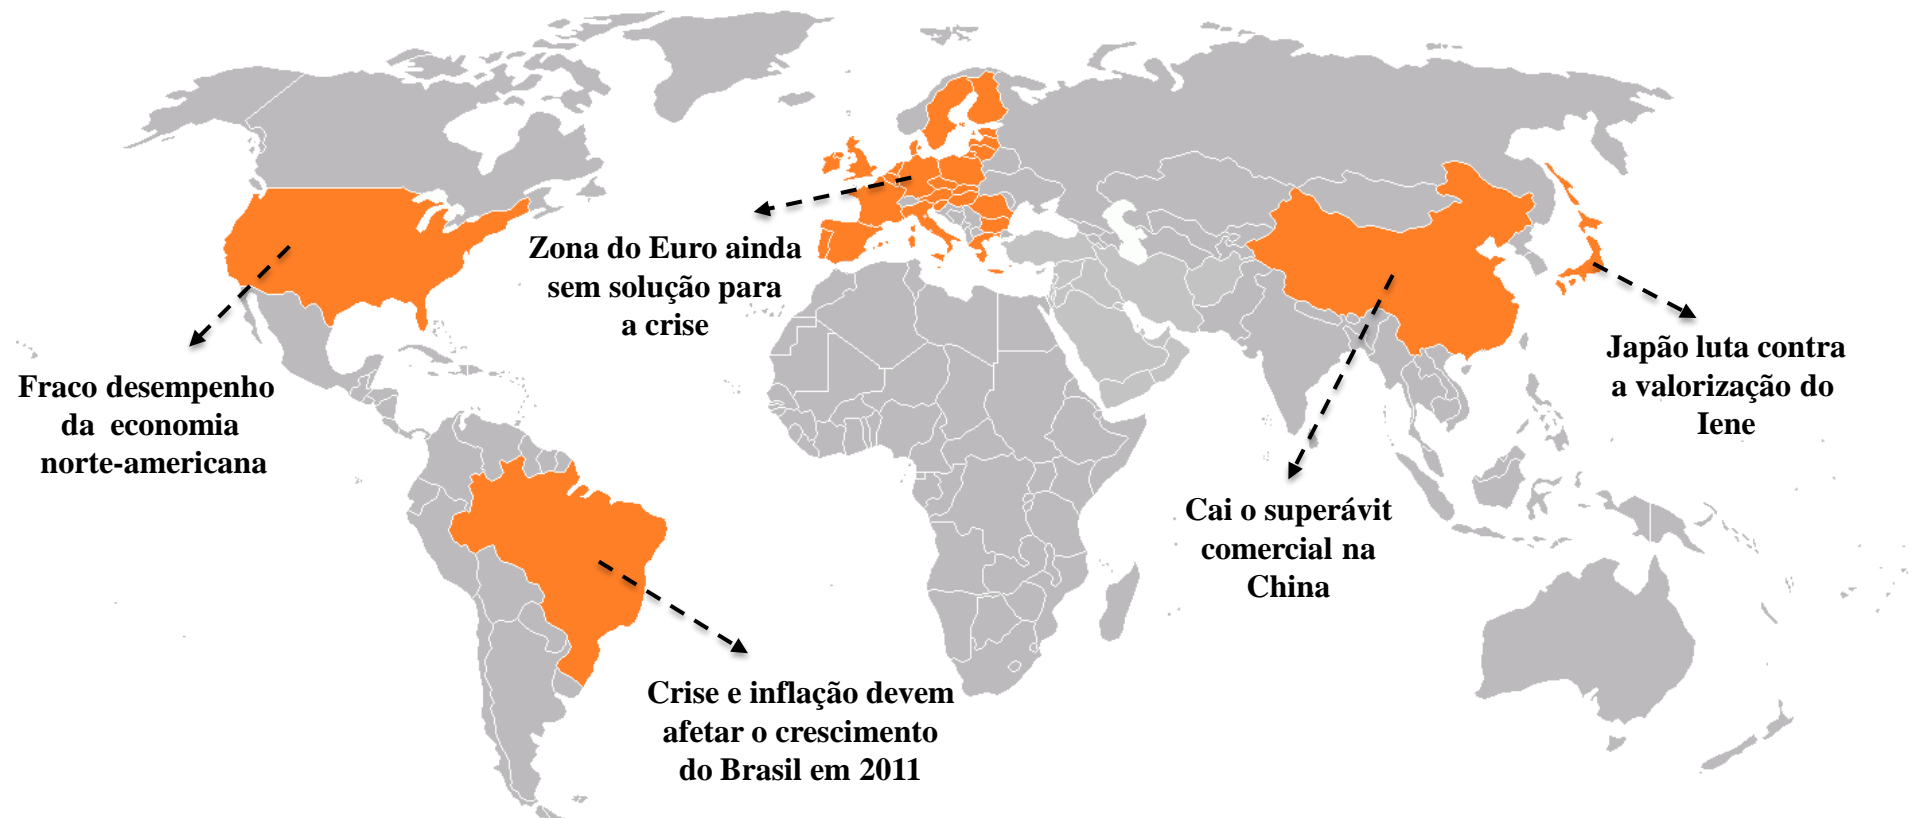 Zona do Euro ainda
sem solução para
a crise
Fraco desempenho
da economia
norte-americana
Japão luta contra
a valorização do
Iene
Cai o superávit
comercial na
China
Crise e inflação devem
afetar o crescimento
do Brasil em 2011